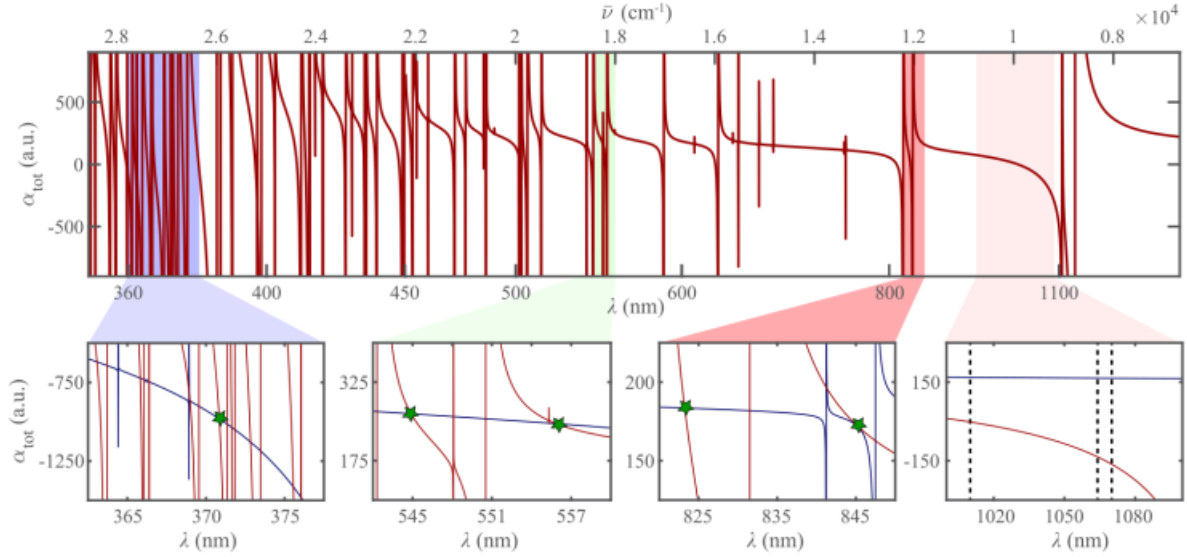 ν̄ (cm⁻¹)
×10⁴
2.8 2.6 2.4 2.2 2 1.8 1.6 1.4 1.2 1 0.8
α_tot (a.u.)
500
0
-500
360 400 450 500 600 800 1100
λ (nm)
α_tot (a.u.)
-750 325 200 150
-1250 175 150 -150
365 370 375 545 551 557 825 835 845 1020 1050 1080
λ (nm) λ (nm) λ (nm) λ (nm)